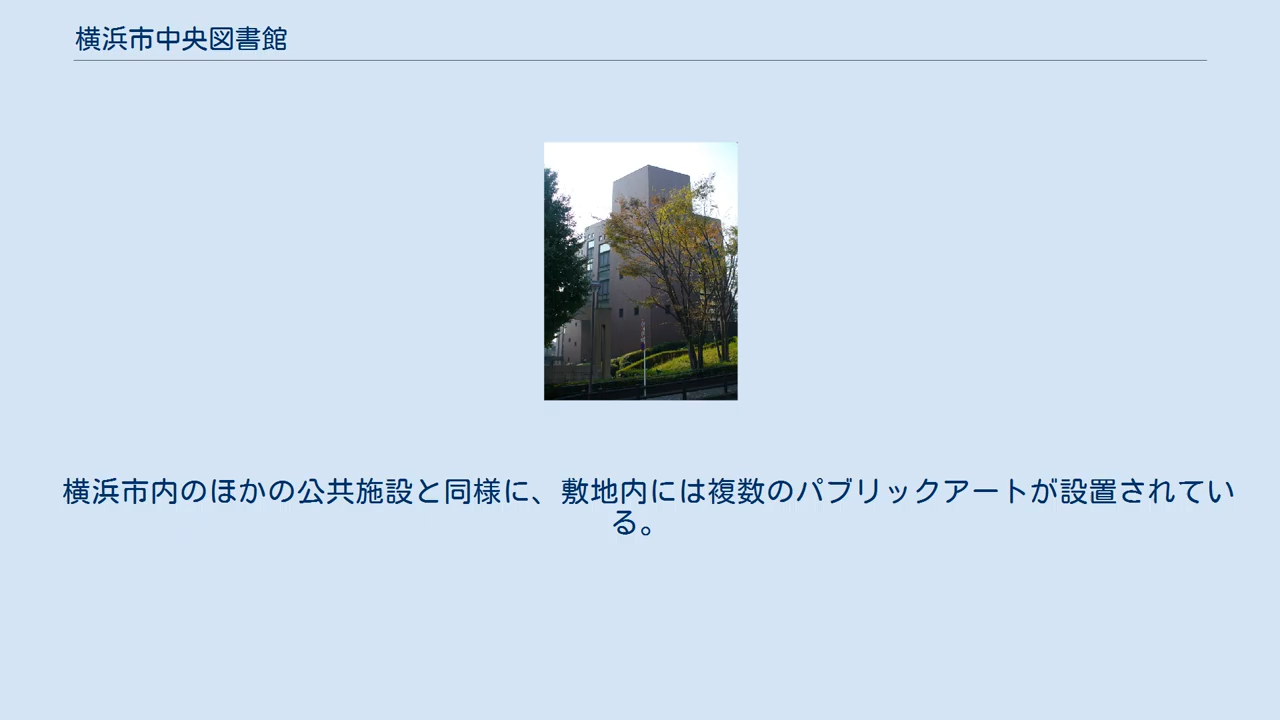 横浜市中央図書館
横浜市内のほかの公共施設と同様に、敷地内には複数のパブリックアートが設置されてい
る。